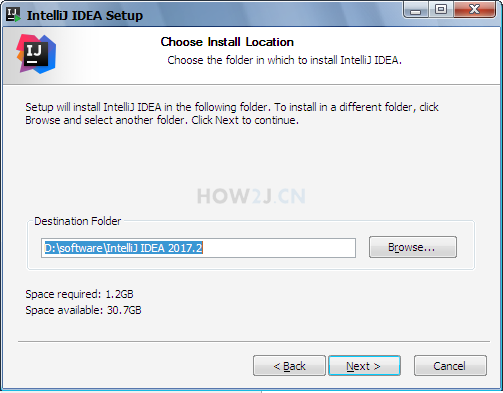 IntelliJ IDEA Setup
IJ
Choose Install Location
Choose the folder in which to install IntelliJ IDEA.
Setup will install IntelliJ IDEA in the following folder. To install in a different folder, click
Browse and select another folder. Click Next to continue.
HOW2J.CN
Destination Folder
D:\software\IntelliJ IDEA 2017.2
Browse...
Space required: 1.2GB
Space available: 30.7GB
< Back
Next >
Cancel